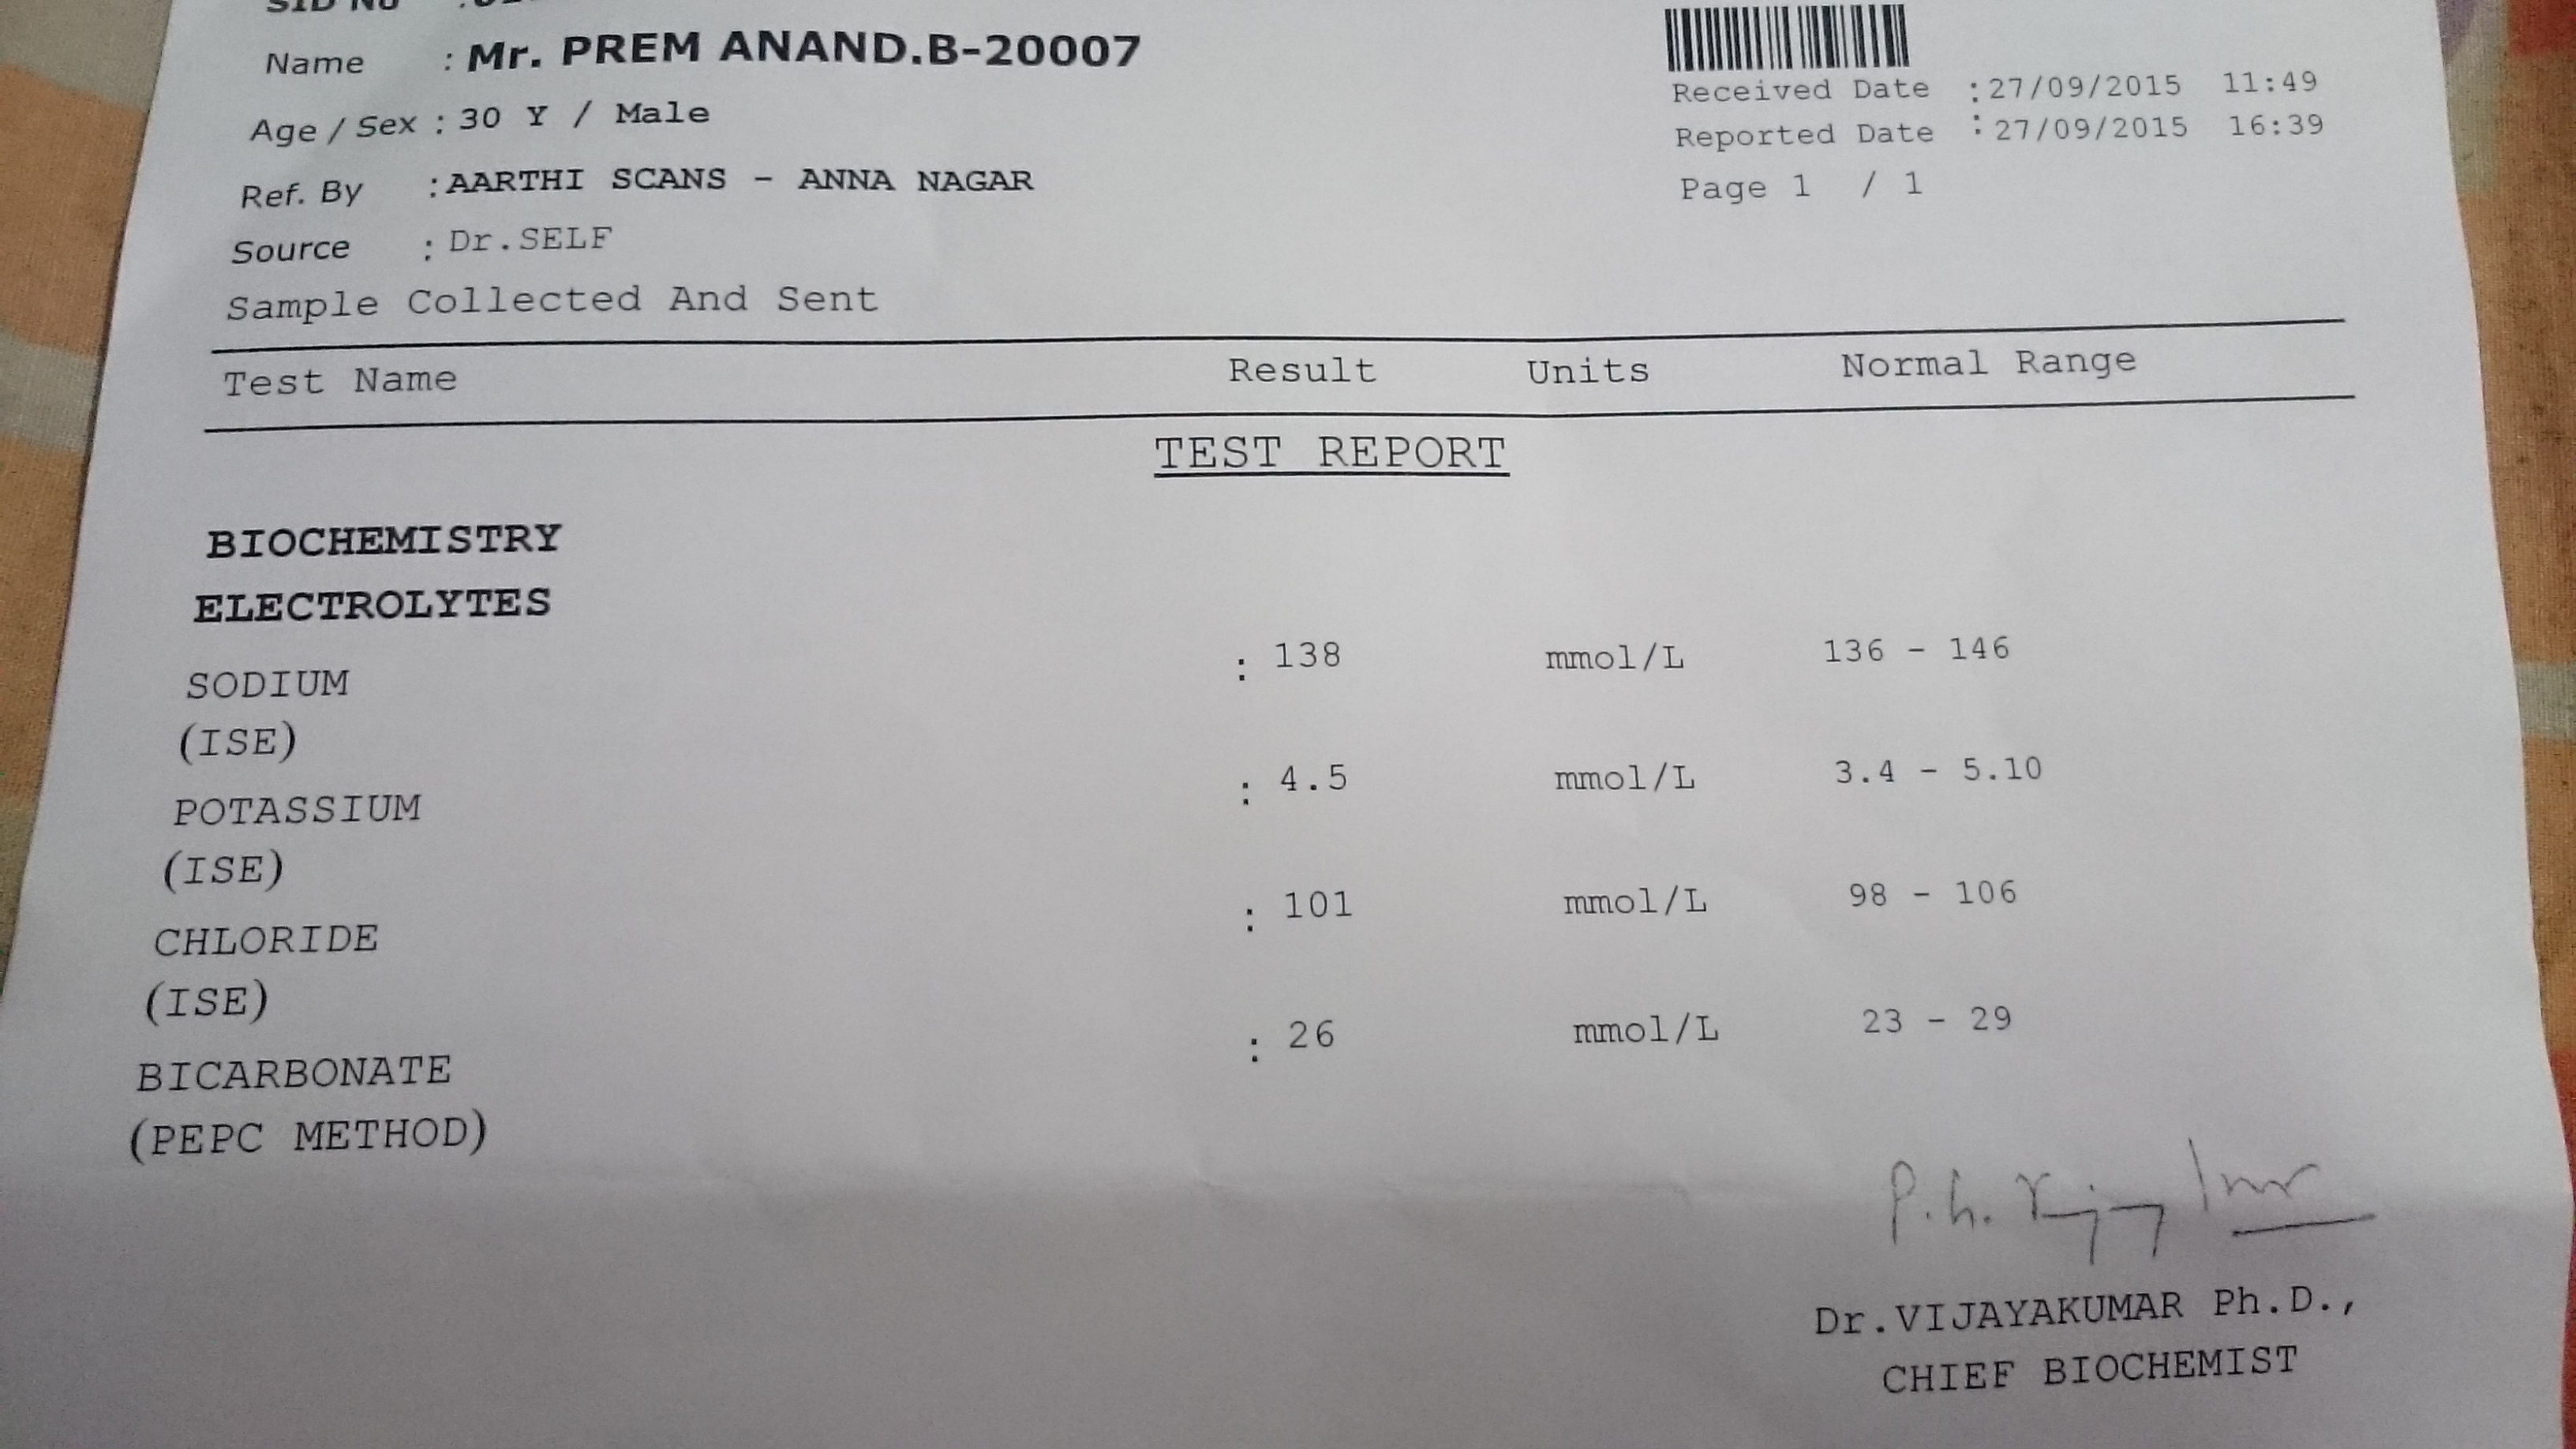 SID No :
Name : Mr. PREM ANAND.B-20007
Age / Sex : 30 Y / Male
Ref. By : AARTHI SCANS - ANNA NAGAR
Source : Dr.SELF
Sample Collected And Sent
Received Date : 27/09/2015 11:49
Reported Date : 27/09/2015 16:39
Page 1 / 1
Test Name Result Units Normal Range
TEST REPORT
BIOCHEMISTRY
ELECTROLYTES
SODIUM : 138 mmol/L 136 - 146
(ISE)
POTASSIUM : 4.5 mmol/L 3.4 - 5.10
(ISE)
CHLORIDE : 101 mmol/L 98 - 106
(ISE)
BICARBONATE : 26 mmol/L 23 - 29
(PEPC METHOD)
Dr.VIJAYAKUMAR Ph.D.,
CHIEF BIOCHEMIST